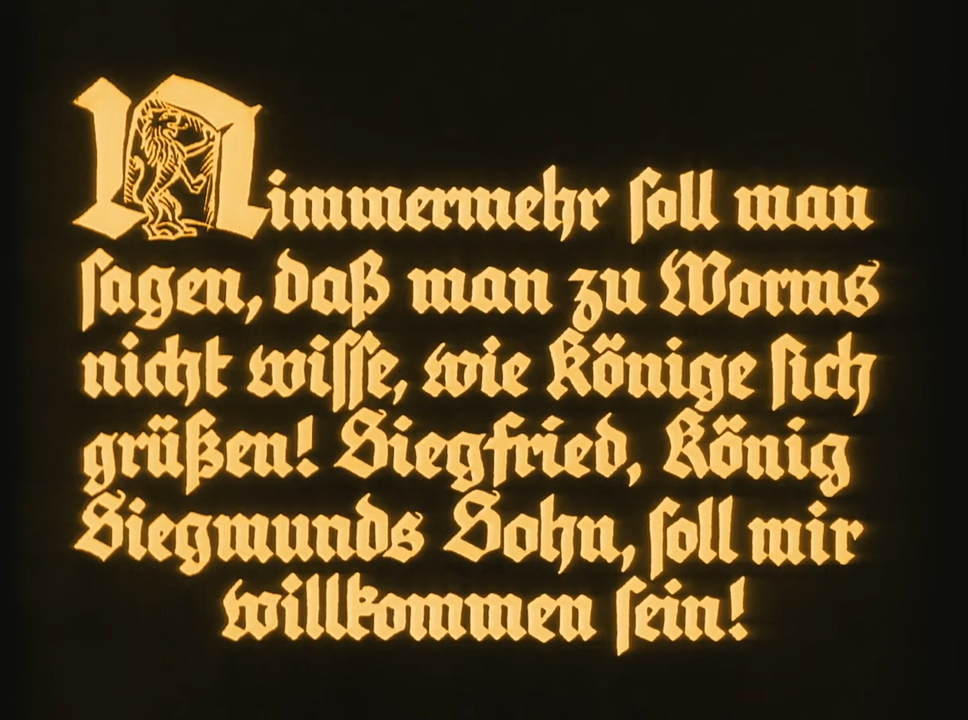 Nimmermehr soll man
sagen, daß man zu Worms
nicht wisse, wie Könige sich
grüßen! Siegfried, König
Siegmunds Sohn, soll mir
willkommen sein!